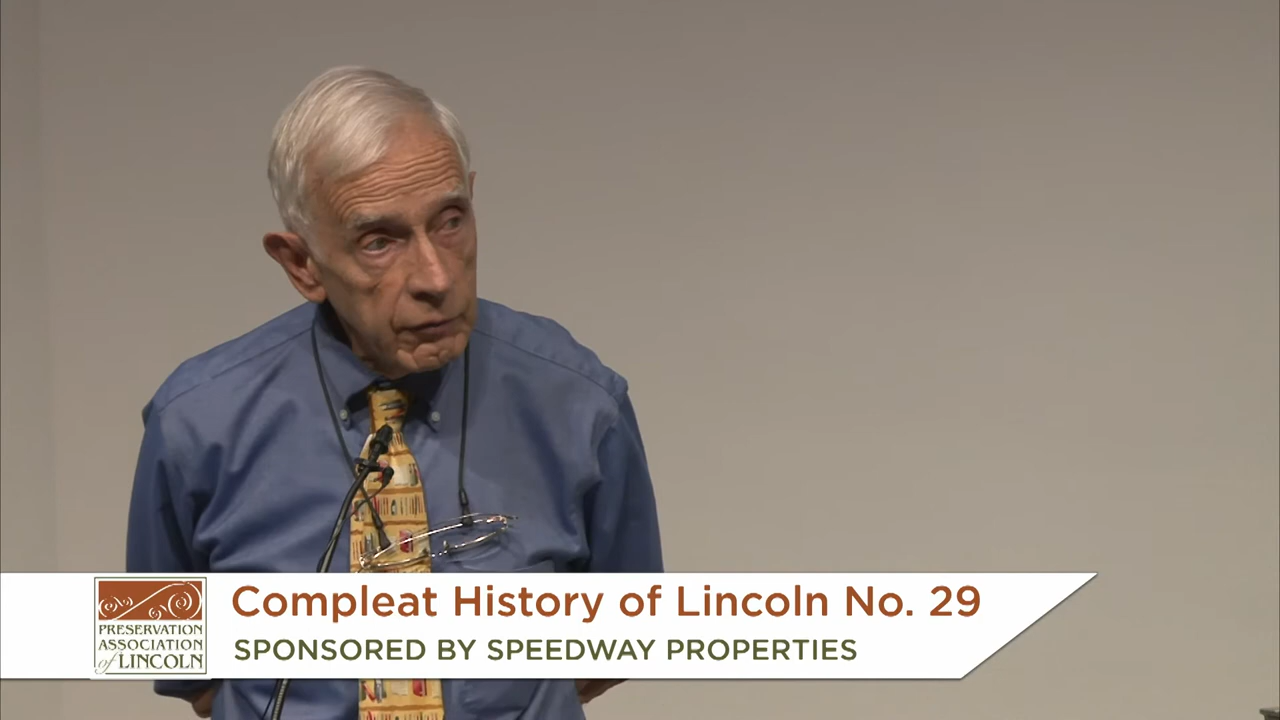 Compleat History of Lincoln No. 29
SPONSORED BY SPEEDWAY PROPERTIES
PRESERVATION
ASSOCIATION
of LINCOLN